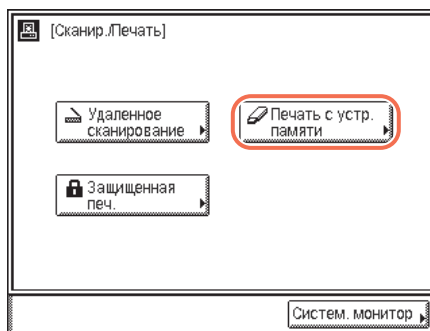 [Сканир./Печать]
Удаленное
сканирование
Печать с устр.
памяти
Защищенная
печ.
Систем. монитор